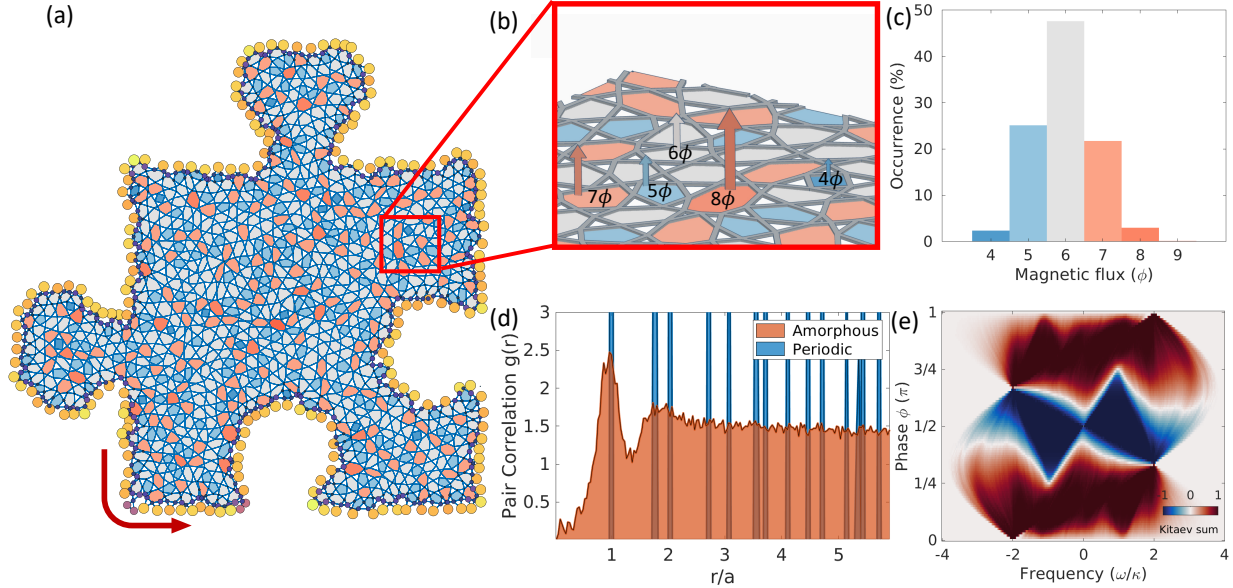 (a)
(b)
6ϕ
7ϕ
5ϕ
8ϕ
4ϕ
(c)
50
40
30
20
10
0
Occurrence (%)
4 5 6 7 8 9
Magnetic flux (ϕ)
(d)
3
2.5
2
1.5
1
0.5
Pair Correlation g(r)
Amorphous
Periodic
1 2 3 4 5
r/a
(e)
1
3/4
1/2
1/4
0
Phase ϕ (π)
-1 0 1
Kitaev sum
-4 -2 0 2 4
Frequency (ω/κ)